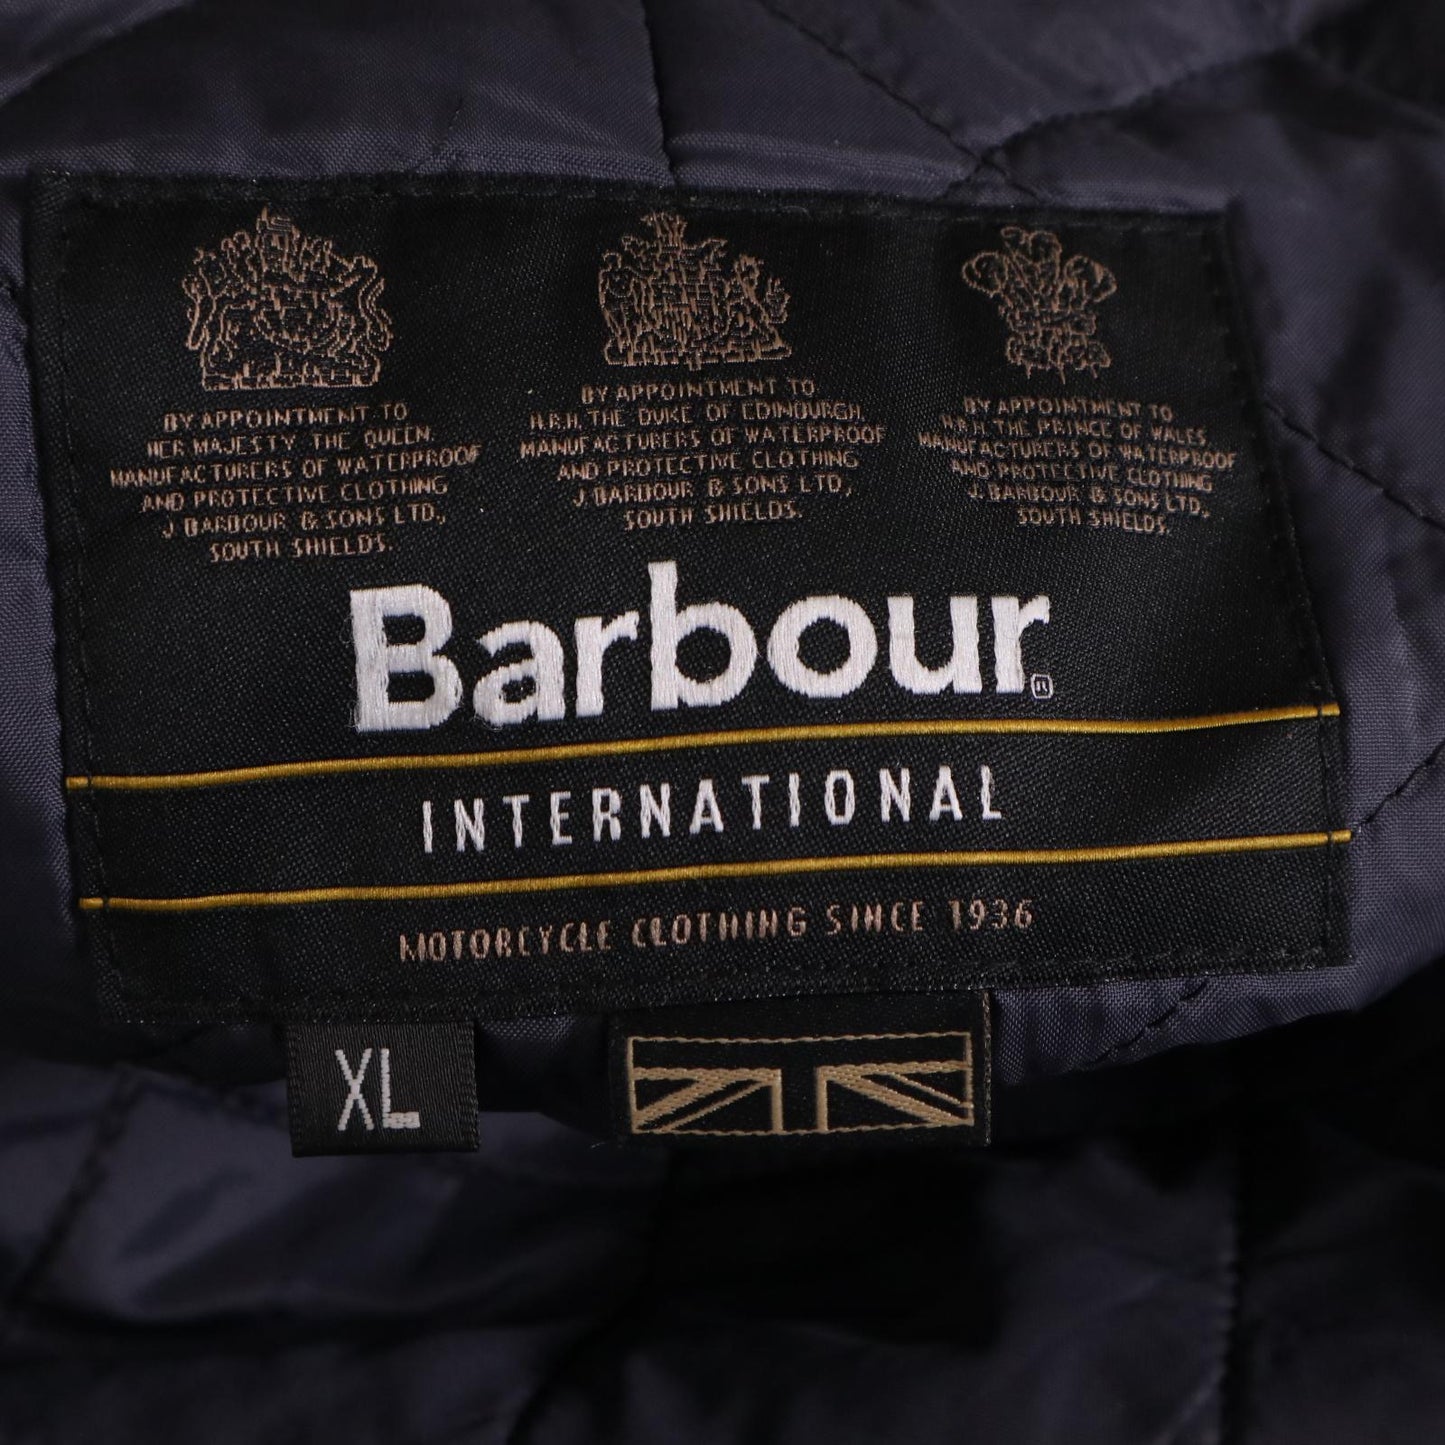 BY APPOINTMENT TO
HER MAJESTY THE QUEEN
MANUFACTURERS OF WATERPROOF
AND PROTECTIVE CLOTHING
J. BARBOUR & SONS LTD.,
SOUTH SHIELDS.
BY APPOINTMENT TO
H.R.H. THE DUKE OF EDINBURGH
MANUFACTURERS OF WATERPROOF
AND PROTECTIVE CLOTHING
J. BARBOUR & SONS LTD,
SOUTH SHIELDS.
BY APPOINTMENT TO
H.R.H. THE PRINCE OF WALES
MANUFACTURERS OF WATERPROOF
AND PROTECTIVE CLOTHING
J. BARBOUR & SONS LTD,
SOUTH SHIELDS.
Barbour®
INTERNATIONAL
MOTORCYCLE CLOTHING SINCE 1936
XL